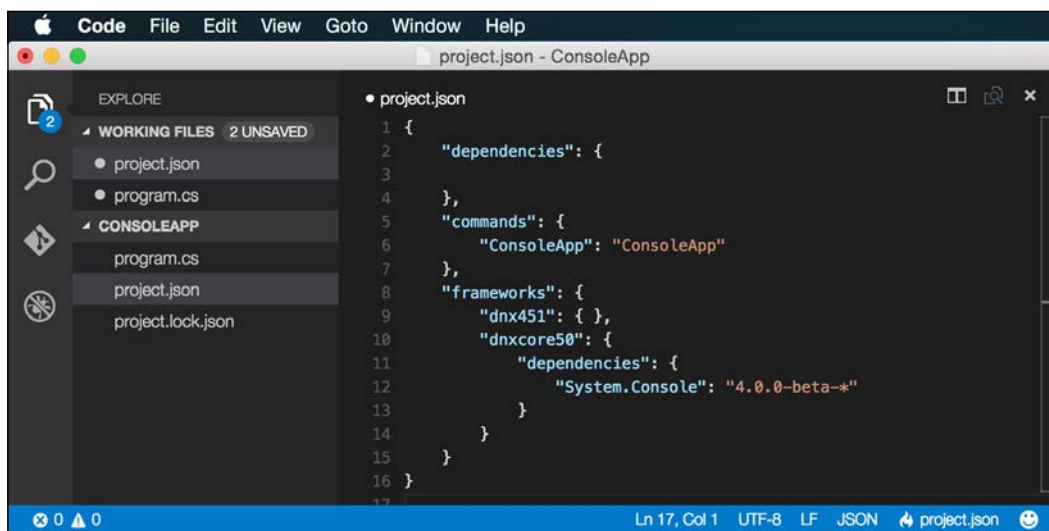 Code File Edit View Goto Window Help
project.json - ConsoleApp
EXPLORE
2
WORKING FILES 2 UNSAVED
project.json
program.cs
CONSOLEAPP
program.cs
project.json
project.lock.json
project.json
1 {
2     "dependencies": {
3
4     },
5     "commands": {
6         "ConsoleApp": "ConsoleApp"
7     },
8     "frameworks": {
9         "dnx451": { },
10         "dnxcore50": {
11             "dependencies": {
12                 "System.Console": "4.0.0-beta-*"
13             }
14         }
15     }
16 }
17
0 0 Ln 17, Col 1 UTF-8 LF JSON project.json